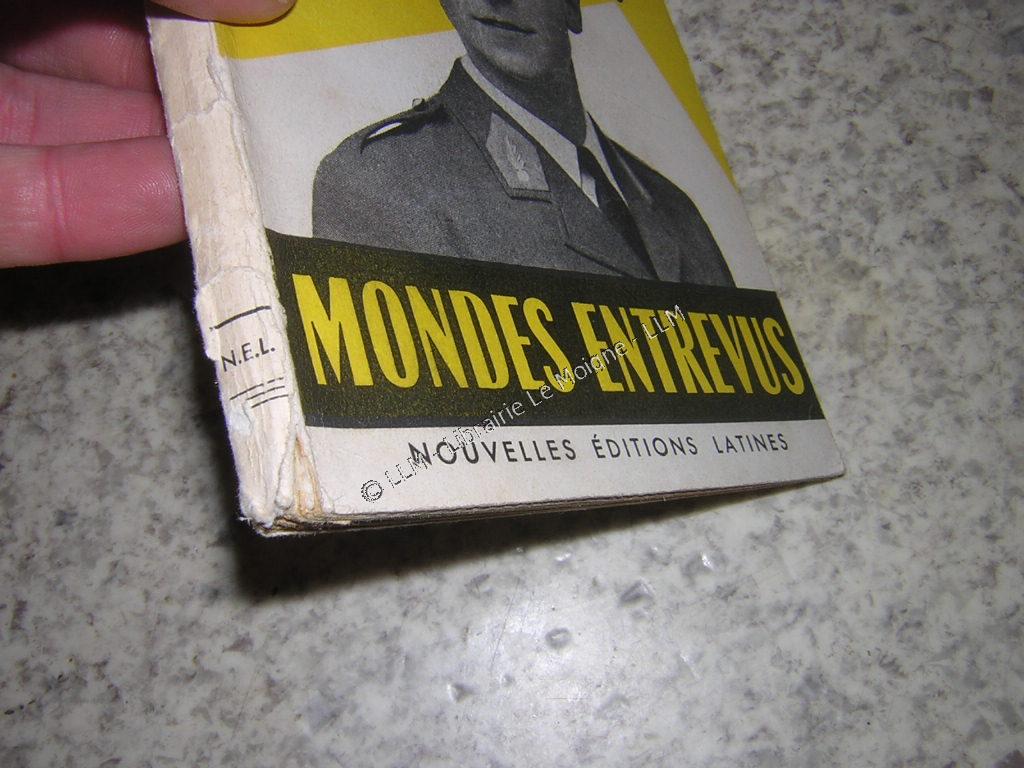 N.E.L.
MONDES ENTREVUS
NOUVELLES ÉDITIONS LATINES
© LLM - Librairie Le Moigne - LLM